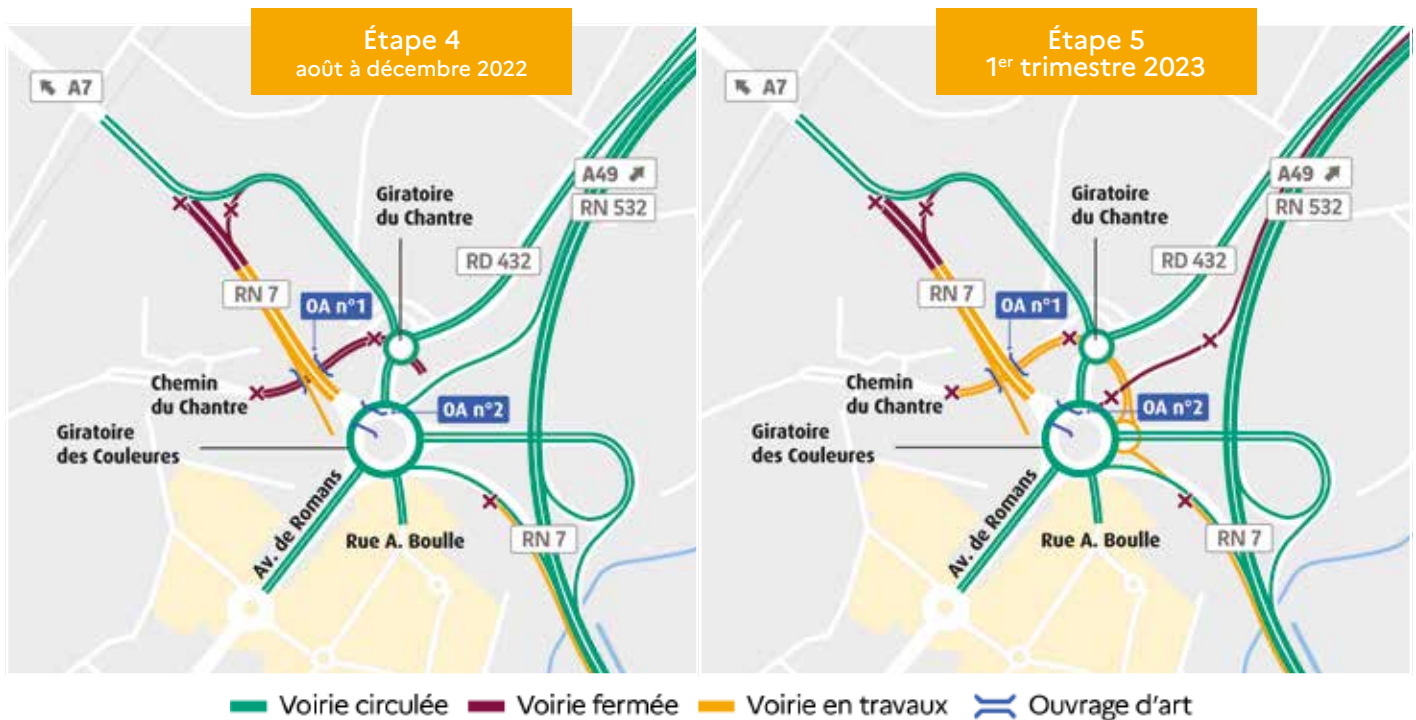 Étape 4
août à décembre 2022
A7
Giratoire
du Chantre
A49
RN 532
RD 432
RN 7
OA n°1
Chemin
du Chantre
OA n°2
Giratoire
des Couleures
Av. de Romans
Rue A. Boulle
RN 7
Étape 5
1er trimestre 2023
A7
Giratoire
du Chantre
A49
RN 532
RD 432
RN 7
OA n°1
Chemin
du Chantre
OA n°2
Giratoire
des Couleures
Av. de Romans
Rue A. Boulle
RN 7
Voirie circulée
Voirie fermée
Voirie en travaux
Ouvrage d'art